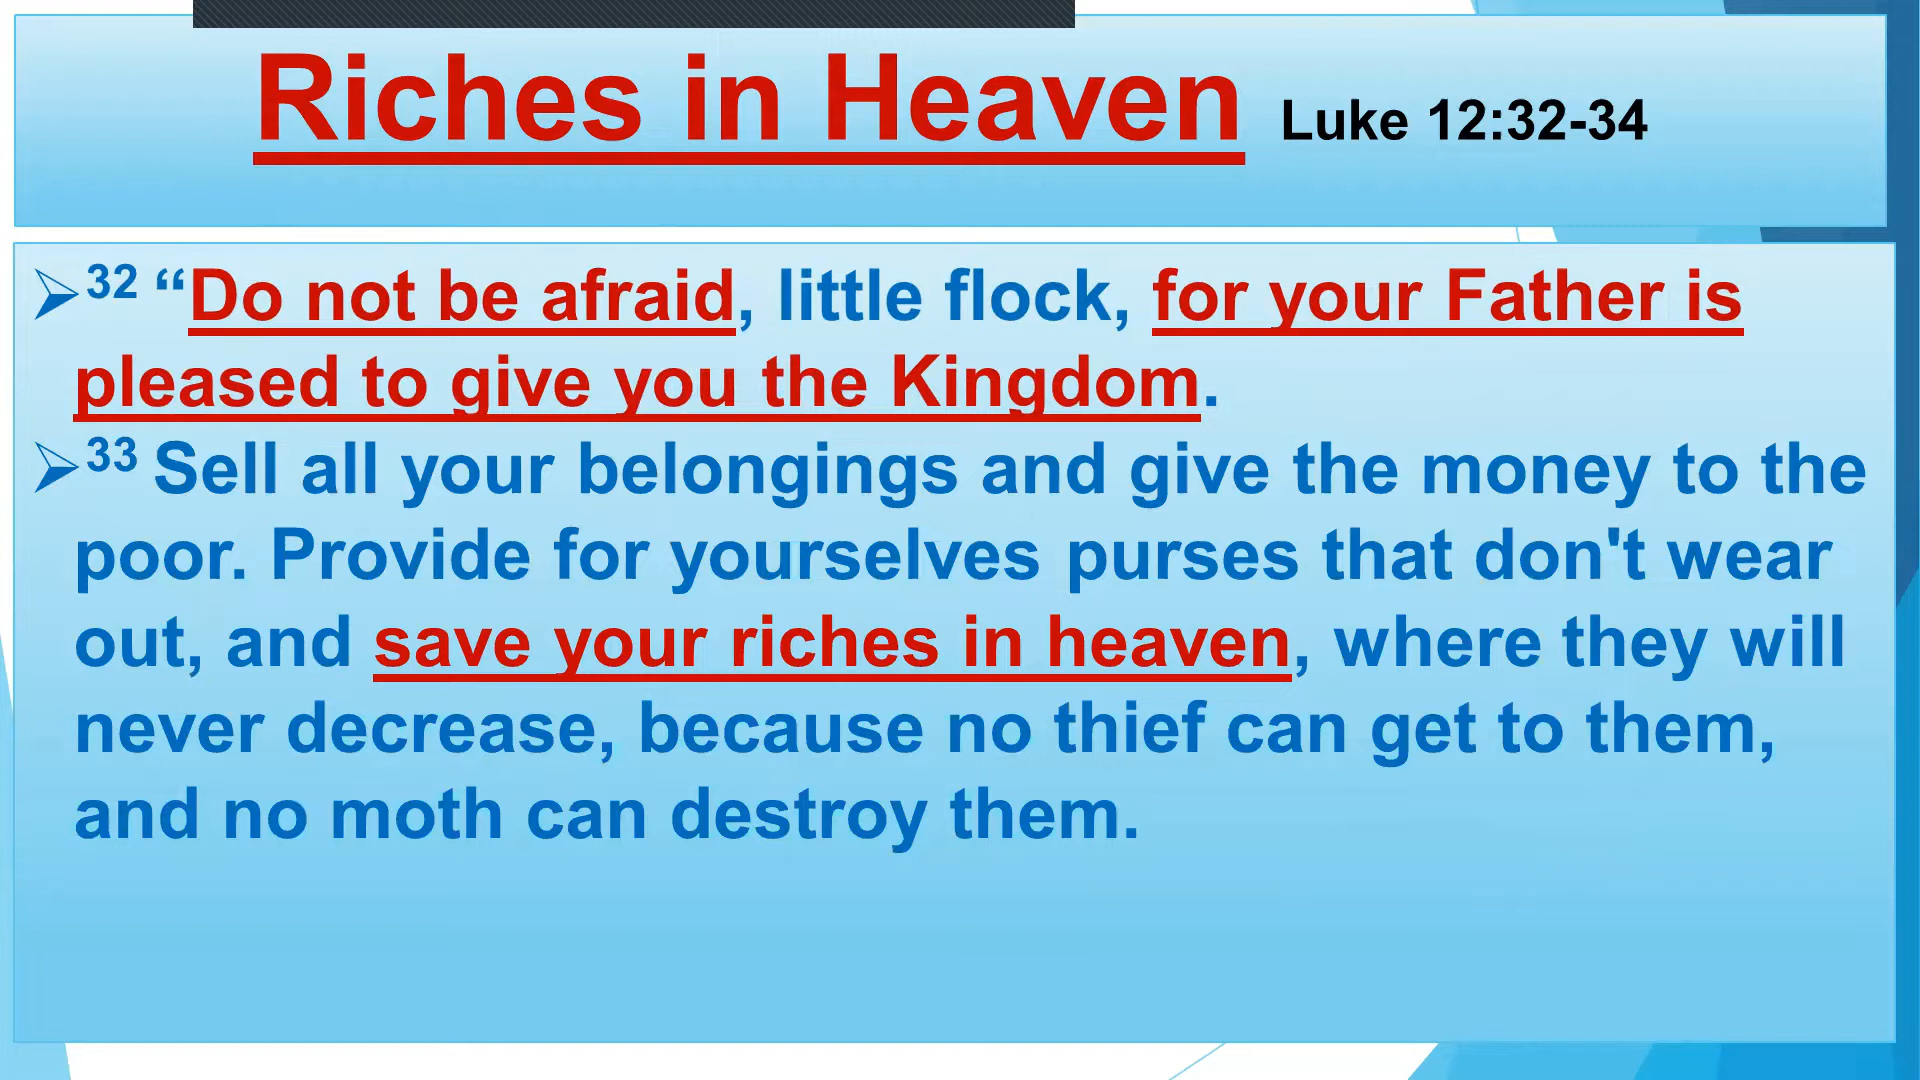 Riches in Heaven Luke 12:32-34
➢32 “Do not be afraid, little flock, for your Father is
pleased to give you the Kingdom.
➢33 Sell all your belongings and give the money to the
poor. Provide for yourselves purses that don't wear
out, and save your riches in heaven, where they will
never decrease, because no thief can get to them,
and no moth can destroy them.